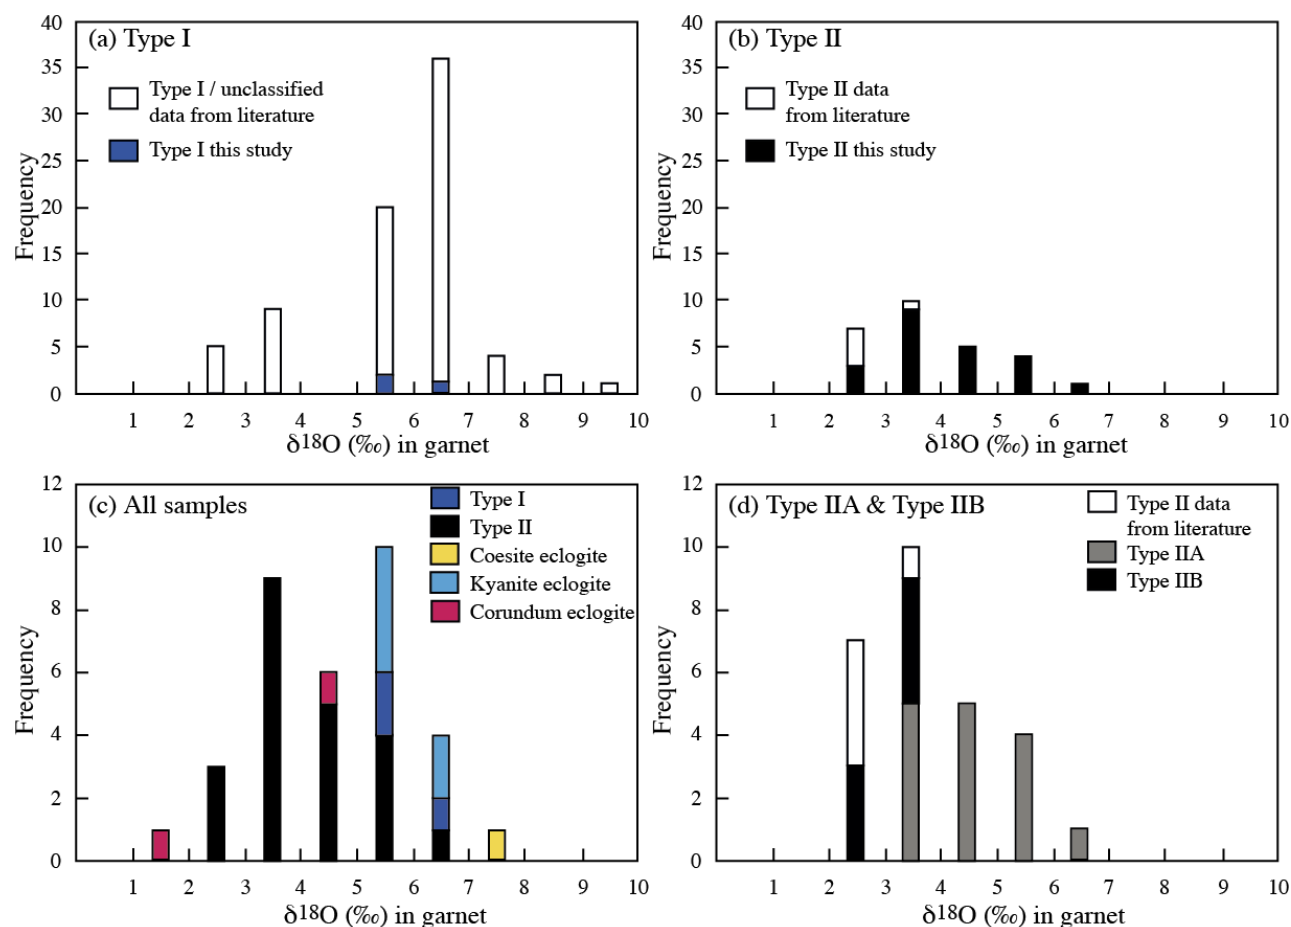 (a) Type I
Type I / unclassified
data from literature
Type I this study
Frequency
40
35
30
25
20
15
10
5
0
1 2 3 4 5 6 7 8 9 10
δ18O (‰) in garnet
(b) Type II
Type II data
from literature
Type II this study
Frequency
40
35
30
25
20
15
10
5
0
1 2 3 4 5 6 7 8 9 10
δ18O (‰) in garnet
(c) All samples
Type I
Type II
Coesite eclogite
Kyanite eclogite
Corundum eclogite
Frequency
12
10
8
6
4
2
0
1 2 3 4 5 6 7 8 9 10
δ18O (‰) in garnet
(d) Type IIA & Type IIB
Type II data
from literature
Type IIA
Type IIB
Frequency
12
10
8
6
4
2
0
1 2 3 4 5 6 7 8 9 10
δ18O (‰) in garnet